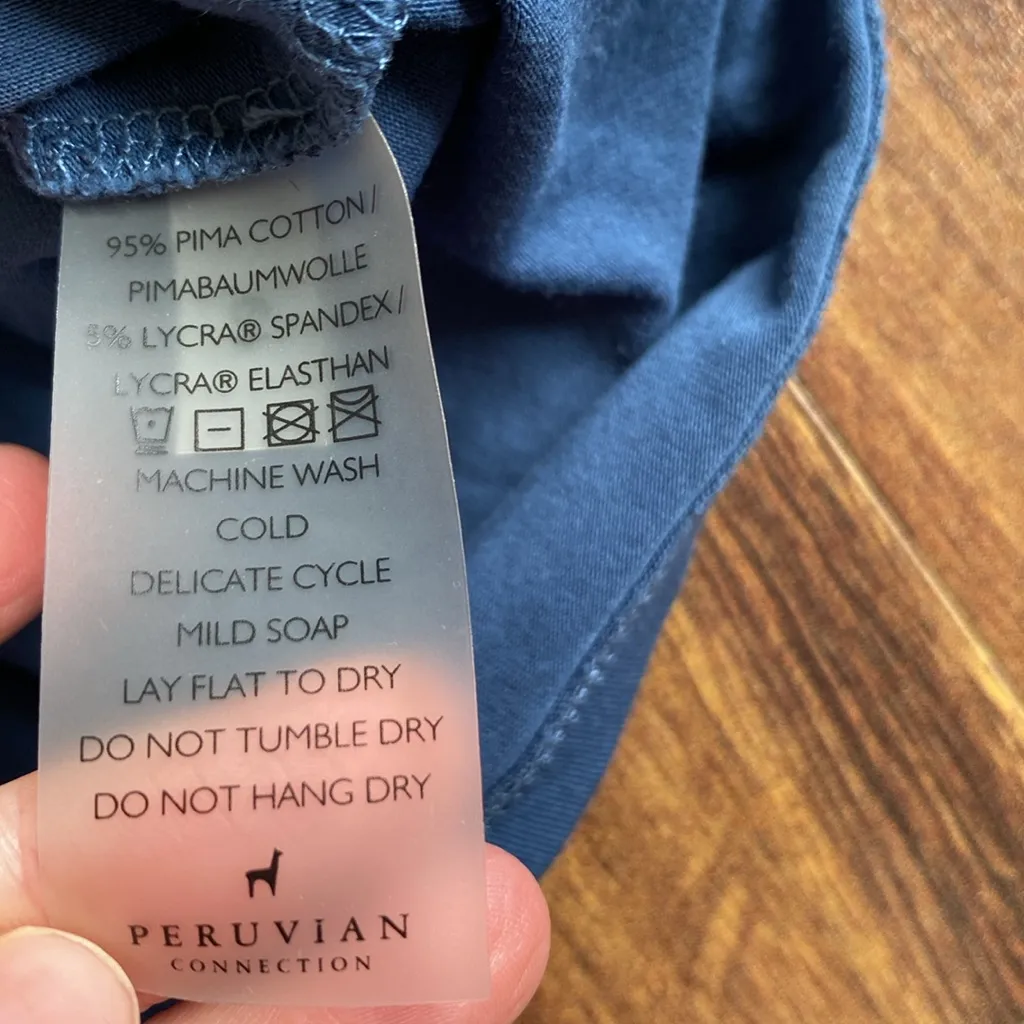 95% PIMA COTTON/
PIMABAUMWOLLE
5% LYCRA® SPANDEX/
LYCRA® ELASTHAN
MACHINE WASH
COLD
DELICATE CYCLE
MILD SOAP
LAY FLAT TO DRY
DO NOT TUMBLE DRY
DO NOT HANG DRY
PERUViAN
CONNECTION